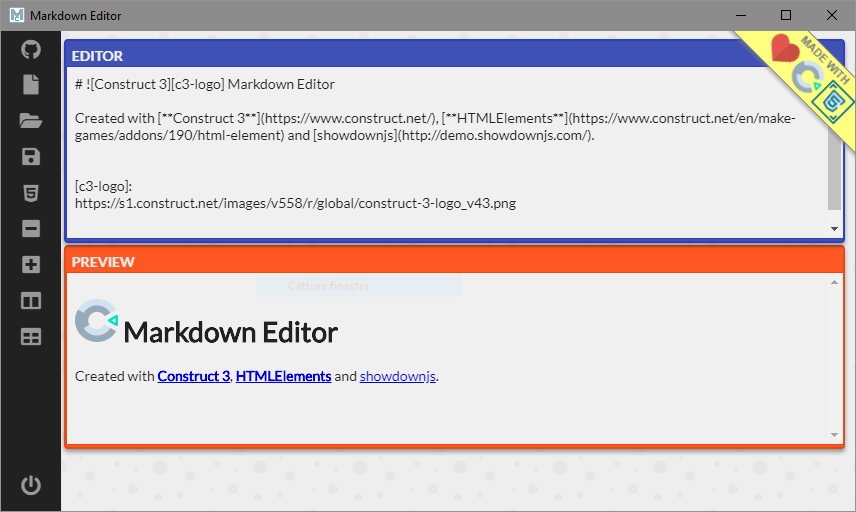 Markdown Editor
EDITOR
# ![Construct 3][c3-logo] Markdown Editor
Created with [**Construct 3**](https://www.construct.net/), [**HTMLElements**](https://www.construct.net/en/make-
games/addons/190/html-element) and [showdownjs](http://demo.showdownjs.com/).
[c3-logo]:
https://s1.construct.net/images/v558/r/global/construct-3-logo_v43.png
MADE WITH
PREVIEW
Cattura finestra
Markdown Editor
Created with Construct 3, HTMLElements and showdownjs.